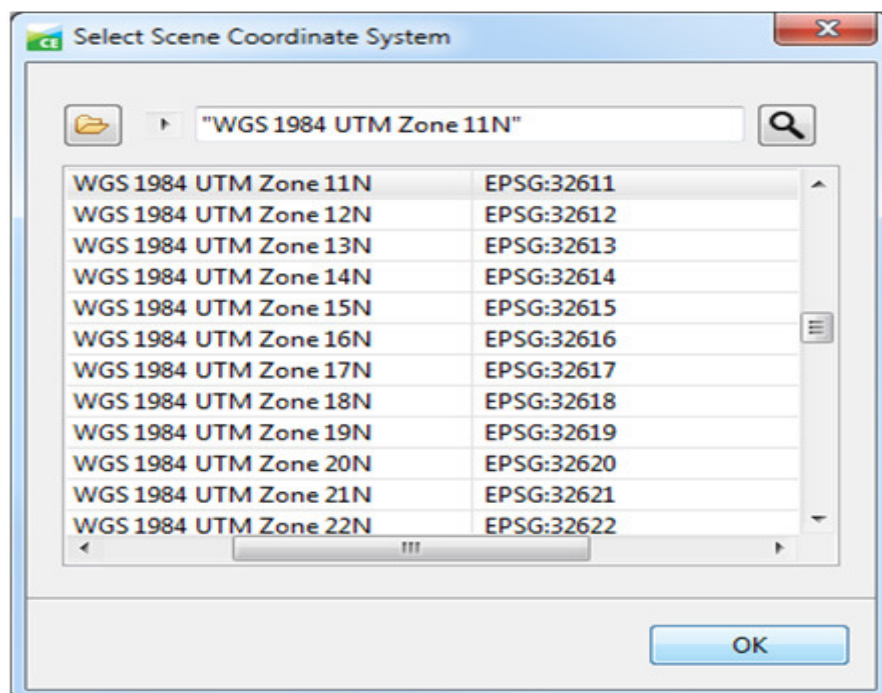 CE Select Scene Coordinate System
"WGS 1984 UTM Zone 11N"
WGS 1984 UTM Zone 11N EPSG:32611
WGS 1984 UTM Zone 12N EPSG:32612
WGS 1984 UTM Zone 13N EPSG:32613
WGS 1984 UTM Zone 14N EPSG:32614
WGS 1984 UTM Zone 15N EPSG:32615
WGS 1984 UTM Zone 16N EPSG:32616
WGS 1984 UTM Zone 17N EPSG:32617
WGS 1984 UTM Zone 18N EPSG:32618
WGS 1984 UTM Zone 19N EPSG:32619
WGS 1984 UTM Zone 20N EPSG:32620
WGS 1984 UTM Zone 21N EPSG:32621
WGS 1984 UTM Zone 22N EPSG:32622
OK